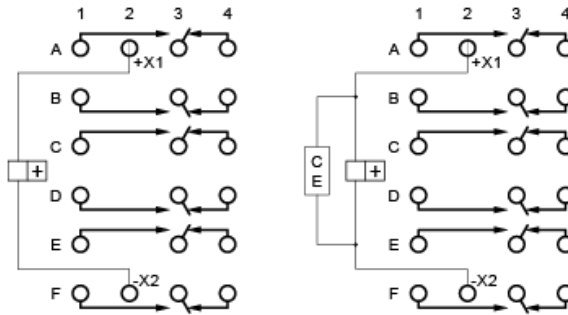 1 2 3 4 1 2 3 4
A A
+X1 +X1
B B
C C
+ C E +
D D
E E
-X2 -X2
F F